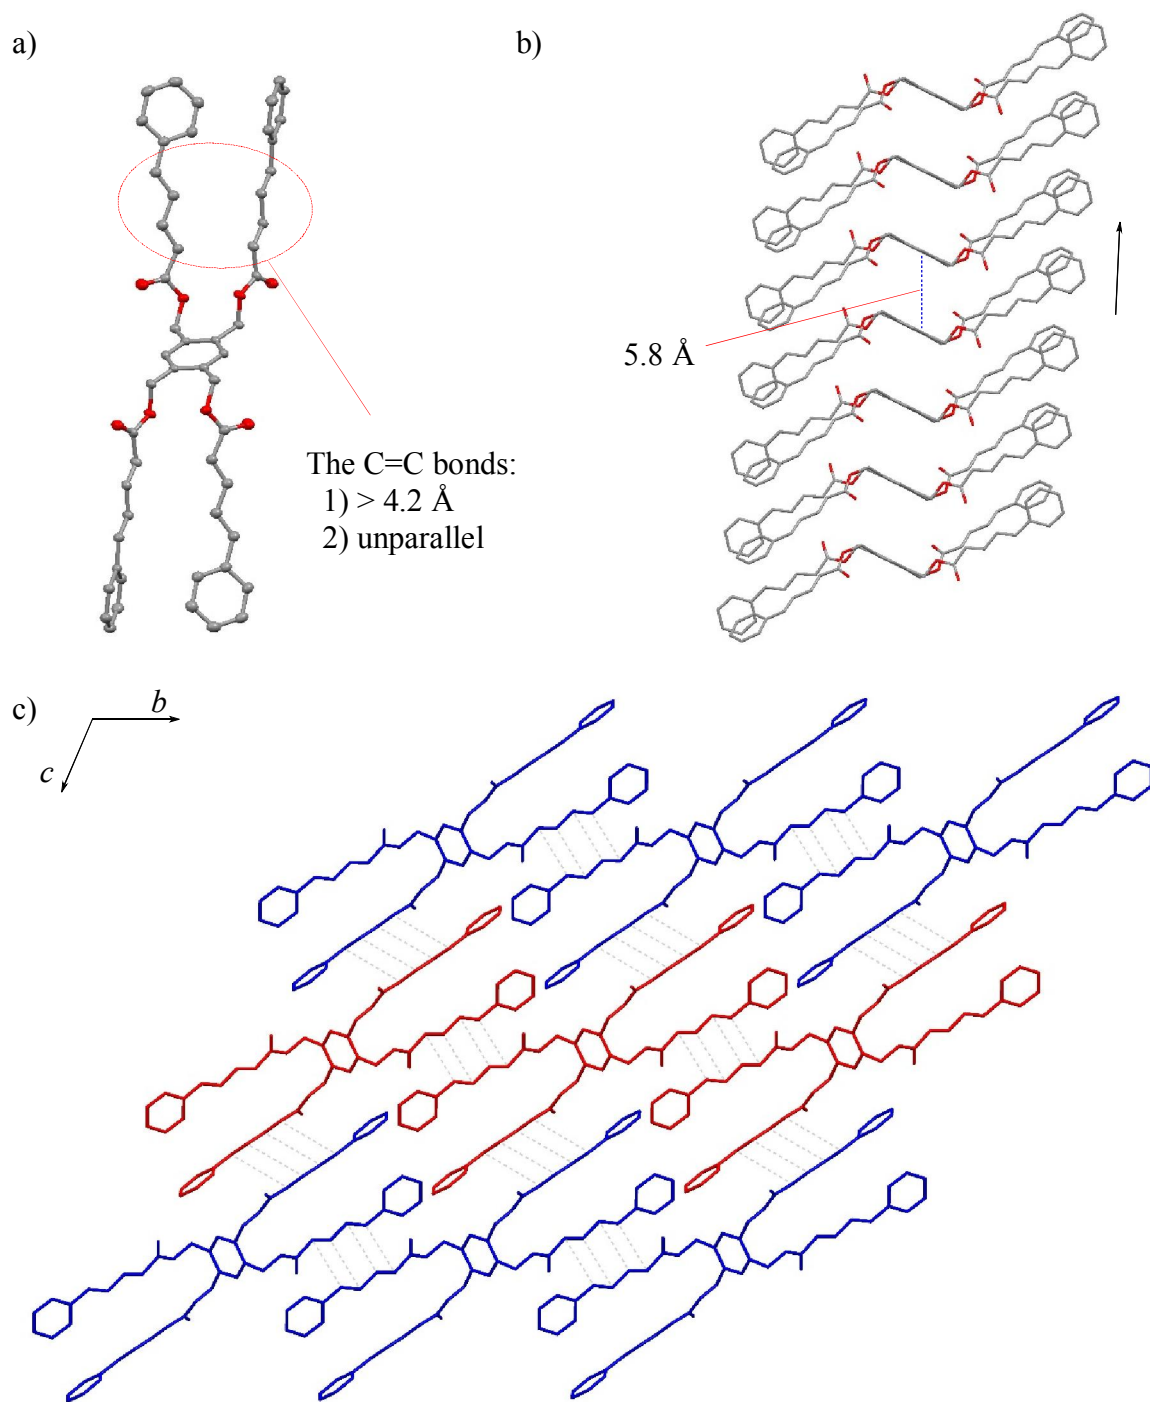 a)
b)
5.8 Å
The C=C bonds:
1) > 4.2 Å
2) unparallel
c)
b
c